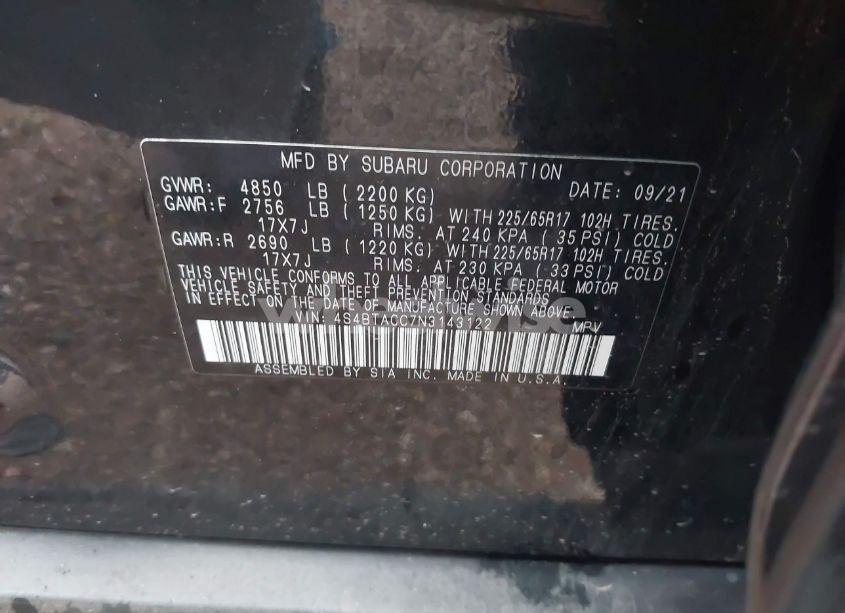 MFD BY SUBARU CORPORATION
GVWR: 4850 LB (2200 KG) DATE: 09/21
GAWR:F 2756 LB (1250 KG) WITH 225/65R17 102H TIRES.
17X7J RIMS. AT 240 KPA (35 PSI) COLD
GAWR:R 2690 LB (1220 KG) WITH 225/65R17 102H TIRES.
17X7J RIMS. AT 230 KPA (33 PSI) COLD
THIS VEHICLE CONFORMS TO ALL APPLICABLE FEDERAL MOTOR
VEHICLE SAFETY AND THEFT PREVENTION STANDARDS
IN EFFECT ON THE DATE OF MANUFACTURE SHOWN ABOVE.
VIN: 4S4BTACC7N3143122 MPV
ASSEMBLED BY SIA INC. MADE IN U.S.A.